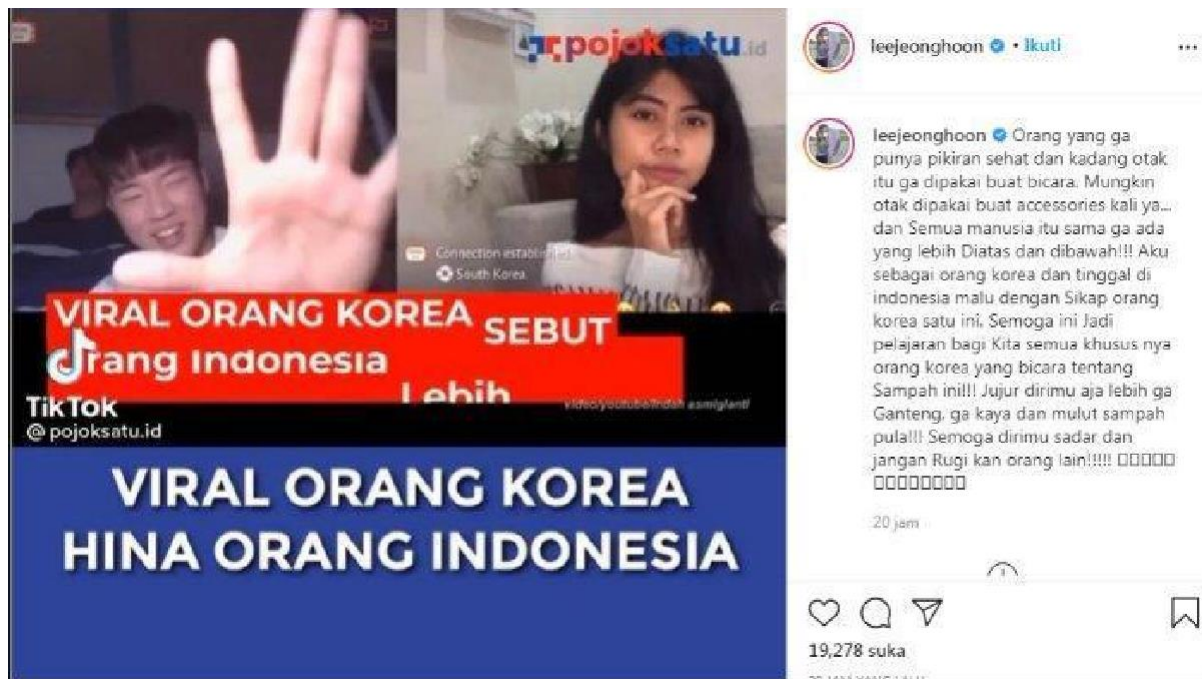 pojoksatu.id
Connection established
South Korea
VIRAL ORANG KOREA SEBUT
Orang Indonesia
Lebih
TikTok
@pojoksatu.id
video/youtube/indah asmigianti
VIRAL ORANG KOREA
HINA ORANG INDONESIA
leejeonghoon • Ikuti
leejeonghoon Orang yang ga
punya pikiran sehat dan kadang otak
itu ga dipakai buat bicara. Mungkin
otak dipakai buat accessories kali ya...
dan Semua manusia itu sama ga ada
yang lebih Diatas dan dibawah!!! Aku
sebagai orang korea dan tinggal di
indonesia malu dengan Sikap orang
korea satu ini. Semoga ini Jadi
pelajaran bagi Kita semua khusus nya
orang korea yang bicara tentang
Sampah ini!!! Jujur dirimu aja lebih ga
Ganteng. ga kaya dan mulut sampah
pula!!! Semoga dirimu sadar dan
jangan Rugi kan orang lain!!!!!
20 jam
19,278 suka